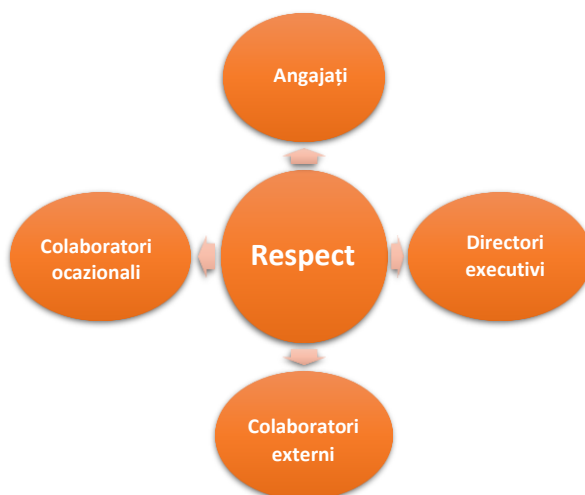 Angajați
Colaboratori
ocazionali
Respect
Directori
executivi
Colaboratori
externi